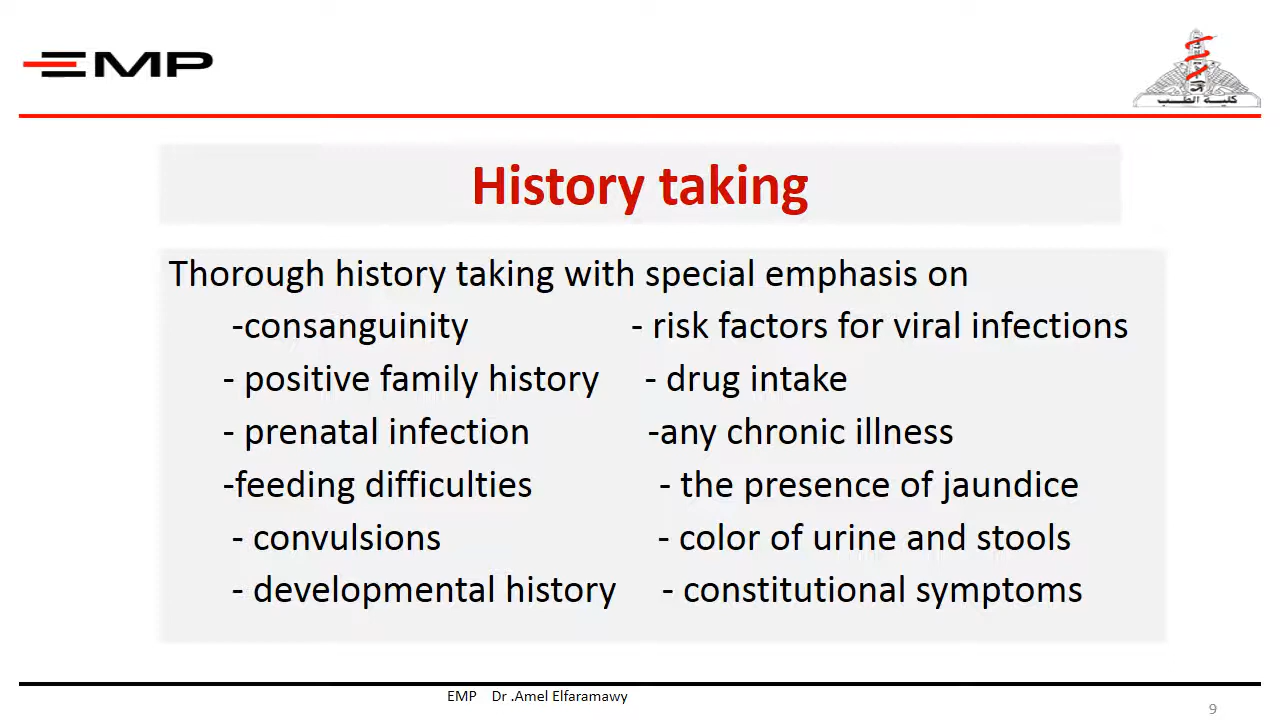 EMP
كلية الطب
History taking
Thorough history taking with special emphasis on
-consanguinity - risk factors for viral infections
- positive family history - drug intake
- prenatal infection -any chronic illness
-feeding difficulties - the presence of jaundice
- convulsions - color of urine and stools
- developmental history - constitutional symptoms
EMP Dr .Amel Elfaramawy
9